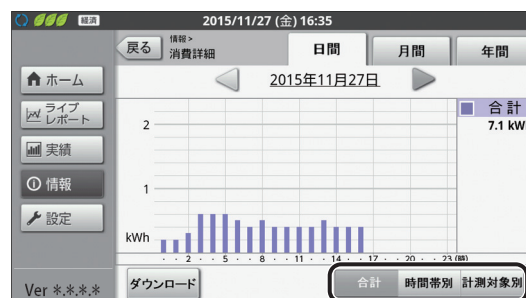 経済
2015/11/27 (金) 16:35
戻る
情報>
消費詳細
日間
月間
年間
ホーム
ライブ
レポート
実績
情報
設定
Ver *.*.*.*
2015年11月27日
合計
7.1 kW
2
1
kWh
・・2・・5・・8・・11・・14・・17・・20・・23(時)
ダウンロード
合計
時間帯別
計測対象別